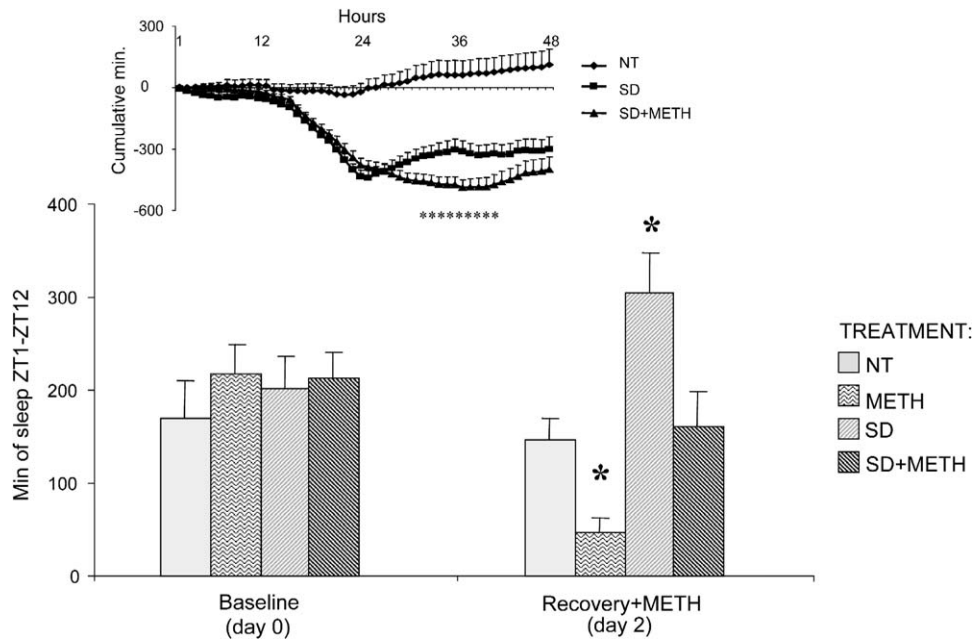 Hours
300
1 12 24 36 48
0
-300
-600
Cumulative min.
NT
SD
SD+METH
*********
400
300
200
100
0
Min of sleep ZT1-ZT12
*
*
TREATMENT:
NT
METH
SD
SD+METH
Baseline
(day 0)
Recovery+METH
(day 2)